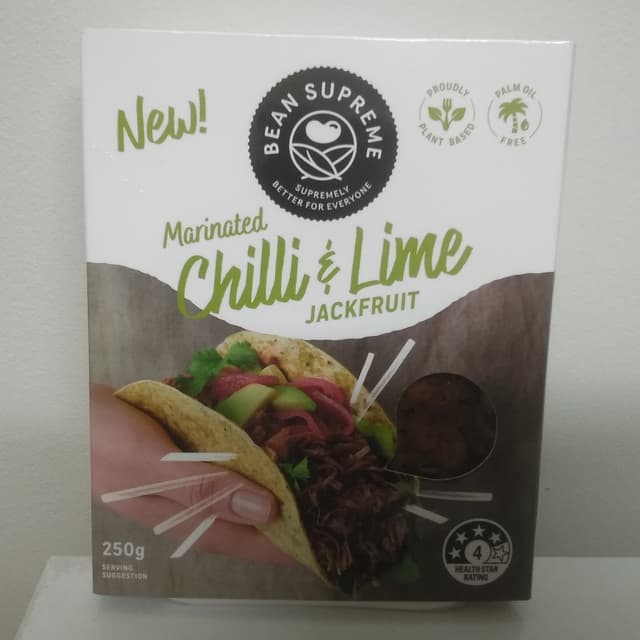 New!
BEAN SUPREME
SUPREMELY
BETTER FOR EVERYONE
PROUDLY
PLANT BASED
PALM OIL
FREE
Marinated
Chilli & Lime
JACKFRUIT
250g
SERVING
SUGGESTION
4
HEALTH STAR
RATING